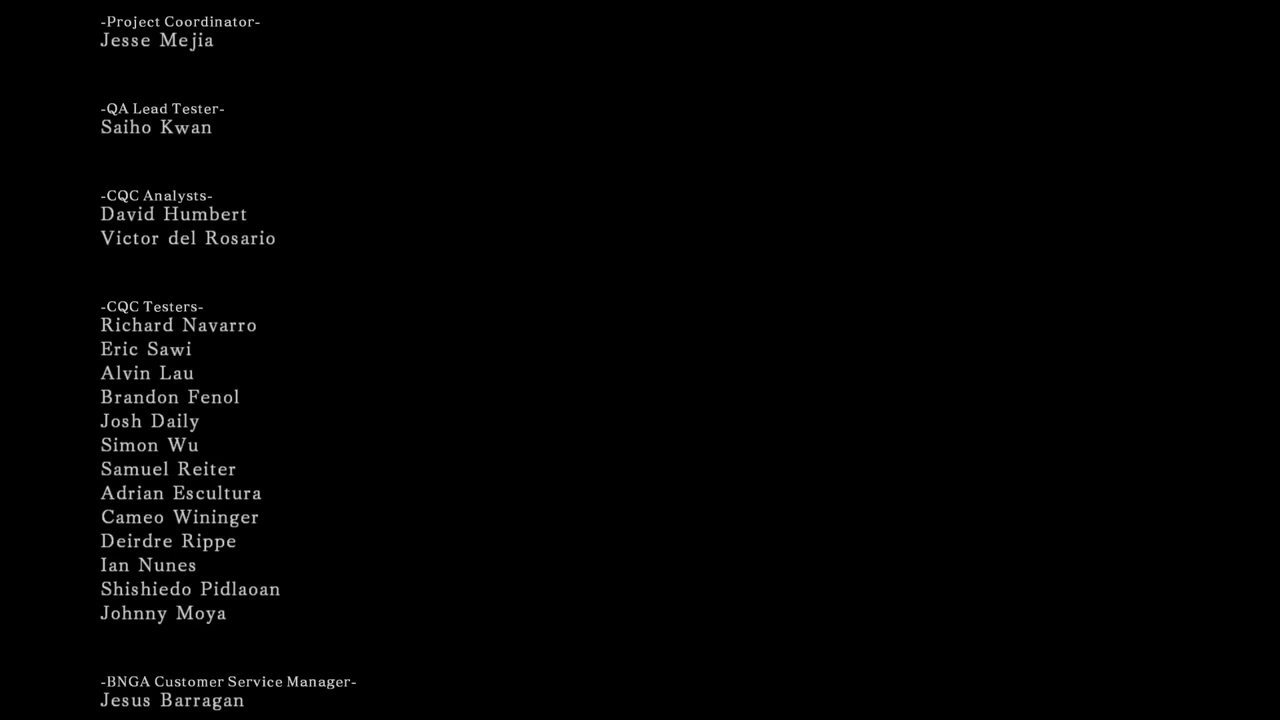 -Project Coordinator-
Jesse Mejia
-QA Lead Tester-
Saiho Kwan
-CQC Analysts-
David Humbert
Victor del Rosario
-CQC Testers-
Richard Navarro
Eric Sawi
Alvin Lau
Brandon Fenol
Josh Daily
Simon Wu
Samuel Reiter
Adrian Escultura
Cameo Wininger
Deirdre Rippe
Ian Nunes
Shishiedo Pidlaoan
Johnny Moya
-BNGA Customer Service Manager-
Jesus Barragan